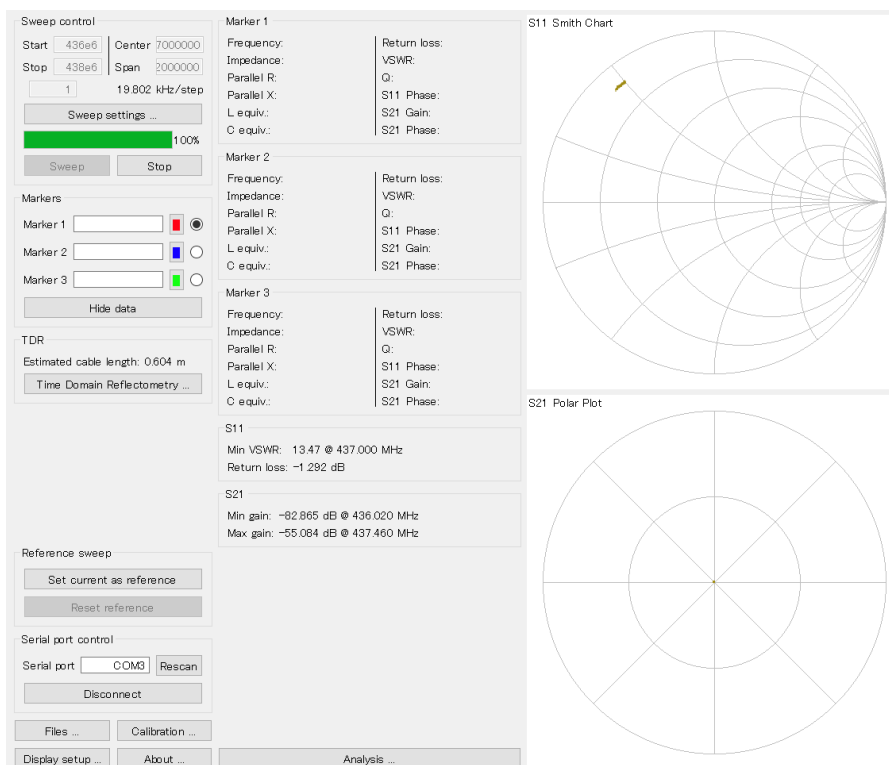 Sweep control
Start 436e6 Center 7000000
Stop 438e6 Span 2000000
1 19.802 kHz/step
Sweep settings ...
100%
Sweep Stop
Markers
Marker 1
Marker 2
Marker 3
Hide data
TDR
Estimated cable length: 0.604 m
Time Domain Reflectometry ...
Reference sweep
Set current as reference
Reset reference
Serial port control
Serial port COM3 Rescan
Disconnect
Files ... Calibration ...
Display setup ... About ...
Marker 1
Frequency: Return loss:
Impedance: VSWR:
Parallel R: Q:
Parallel X: S11 Phase:
L equiv.: S21 Gain:
C equiv.: S21 Phase:
Marker 2
Frequency: Return loss:
Impedance: VSWR:
Parallel R: Q:
Parallel X: S11 Phase:
L equiv.: S21 Gain:
C equiv.: S21 Phase:
Marker 3
Frequency: Return loss:
Impedance: VSWR:
Parallel R: Q:
Parallel X: S11 Phase:
L equiv.: S21 Gain:
C equiv.: S21 Phase:
S11
Min VSWR: 13.47 @ 437.000 MHz
Return loss: -1.292 dB
S21
Min gain: -82.865 dB @ 436.020 MHz
Max gain: -55.084 dB @ 437.460 MHz
Analysis ...
S11 Smith Chart
S21 Polar Plot